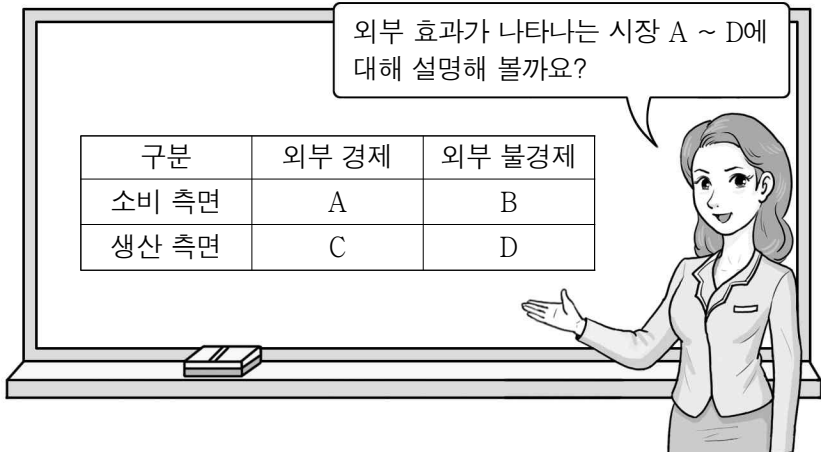 외부 효과가 나타나는 시장 A ~ D에
대해 설명해 볼까요?
구분 외부 경제 외부 불경제
소비 측면 A B
생산 측면 C D